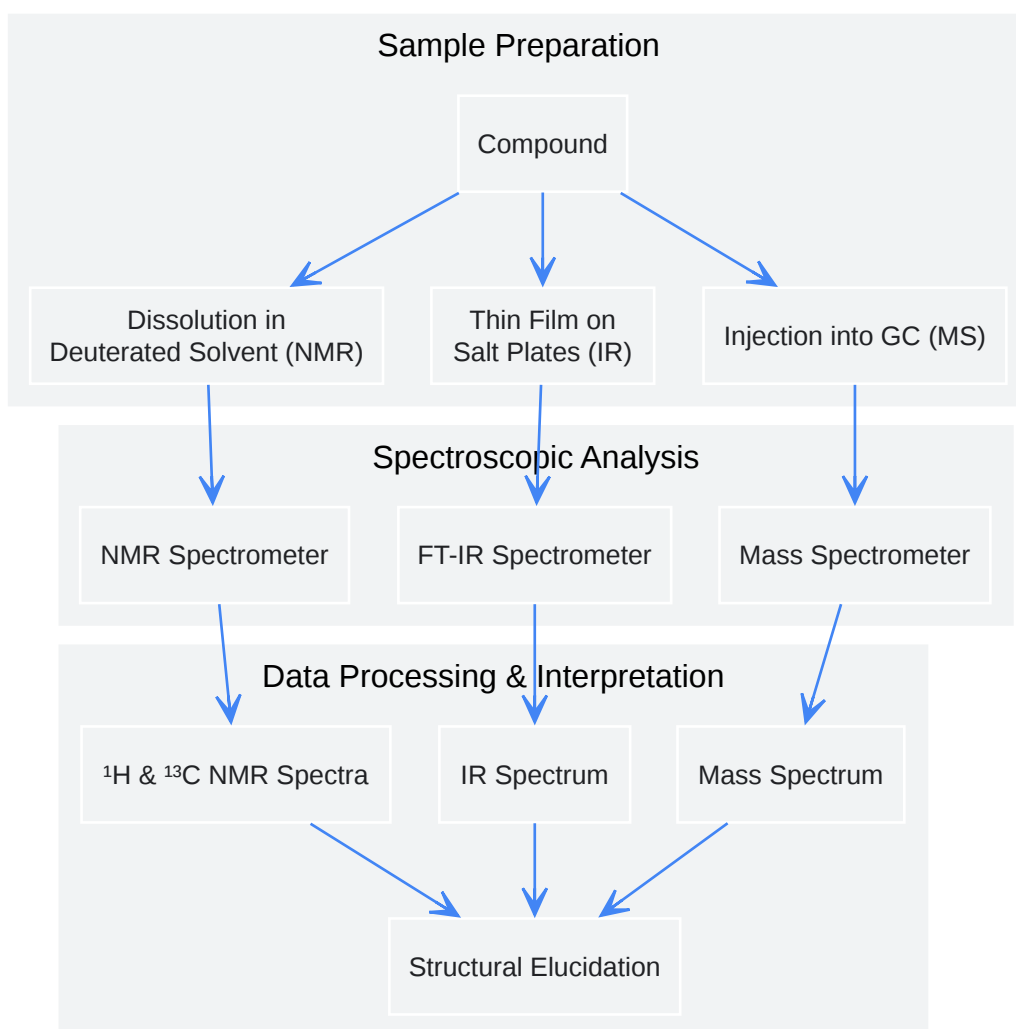 Sample Preparation
Compound
Dissolution in
Deuterated Solvent (NMR)
Thin Film on
Salt Plates (IR)
Injection into GC (MS)
Spectroscopic Analysis
NMR Spectrometer
FT-IR Spectrometer
Mass Spectrometer
Data Processing & Interpretation
¹H & ¹³C NMR Spectra
IR Spectrum
Mass Spectrum
Structural Elucidation